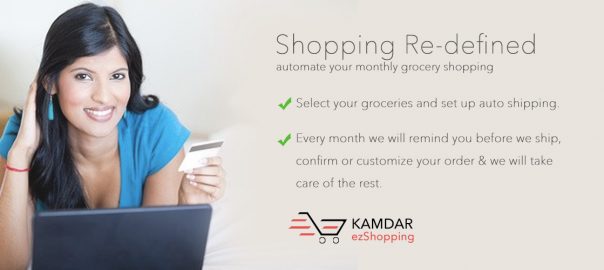 Shopping Re-defined
automate your monthly grocery shopping
Select your groceries and set up auto shipping.
Every month we will remind you before we ship,
confirm or customize your order & we will take
care of the rest.
KAMDAR
ezShopping